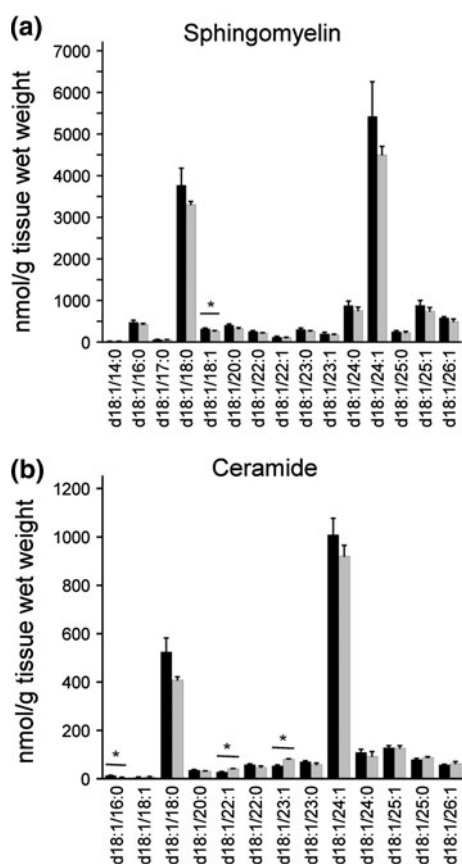 (a)
Sphingomyelin
nmol/g tissue wet weight
7000
6000
5000
4000
3000
2000
1000
0
*
d18:1/14:0
d18:1/16:0
d18:1/17:0
d18:1/18:0
d18:1/18:1
d18:1/20:0
d18:1/22:0
d18:1/22:1
d18:1/23:0
d18:1/23:1
d18:1/24:0
d18:1/24:1
d18:1/25:0
d18:1/25:1
d18:1/26:1
(b)
Ceramide
nmol/g tissue wet weight
1200
1000
800
600
400
200
0
*
*
*
d18:1/16:0
d18:1/18:1
d18:1/18:0
d18:1/20:0
d18:1/22:1
d18:1/22:0
d18:1/23:1
d18:1/23:0
d18:1/24:1
d18:1/24:0
d18:1/25:1
d18:1/25:0
d18:1/26:1